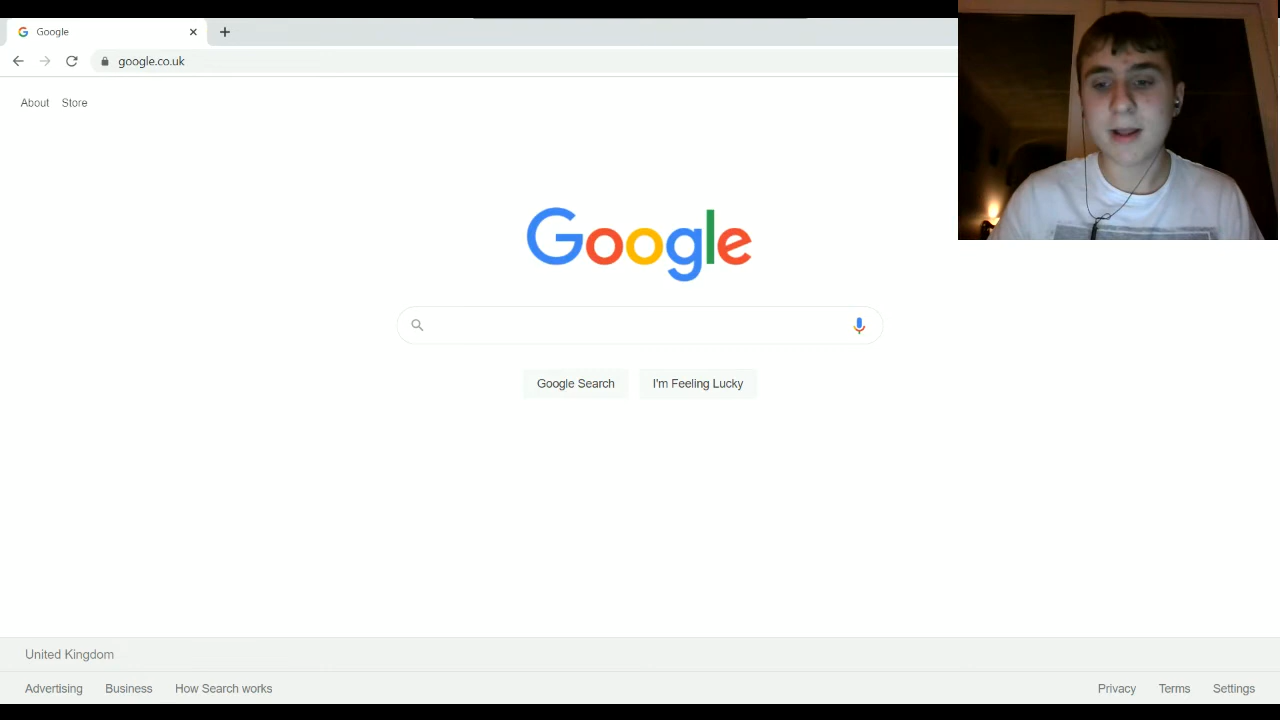 Google
google.co.uk
About Store
Google
Google Search I'm Feeling Lucky
United Kingdom
Advertising Business How Search works Privacy Terms Settings